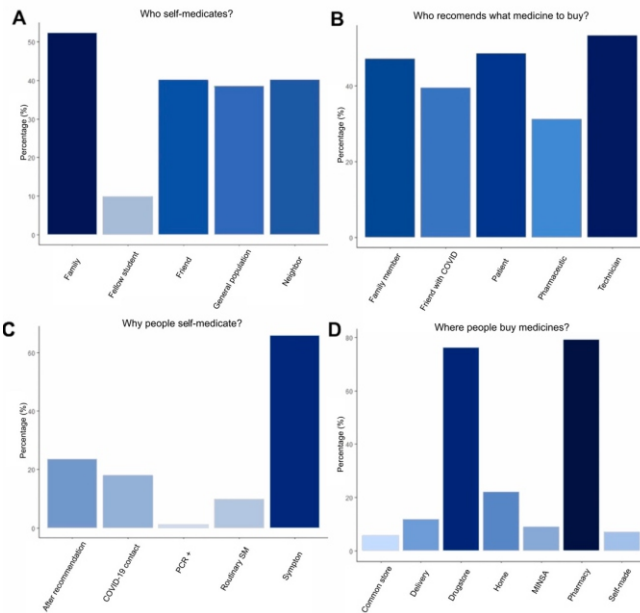 A
Who self-medicates?
Percentage (%)
50
40
30
20
10
0
Family
Fellow student
Friend
General population
Neighbor
B
Who recomends what medicine to buy?
Percentage (%)
40
20
0
Family member
Friend with COVID
Patient
Pharmaceutic
Technician
C
Why people self-medicate?
Percentage (%)
60
40
20
0
After recommendation
COVID-19 contact
PCR +
Routinary SM
Sympton
D
Where people buy medicines?
Percentage (%)
80
60
40
20
0
Common store
Delivery
Drugstore
Home
MINSA
Pharmacy
Self-made